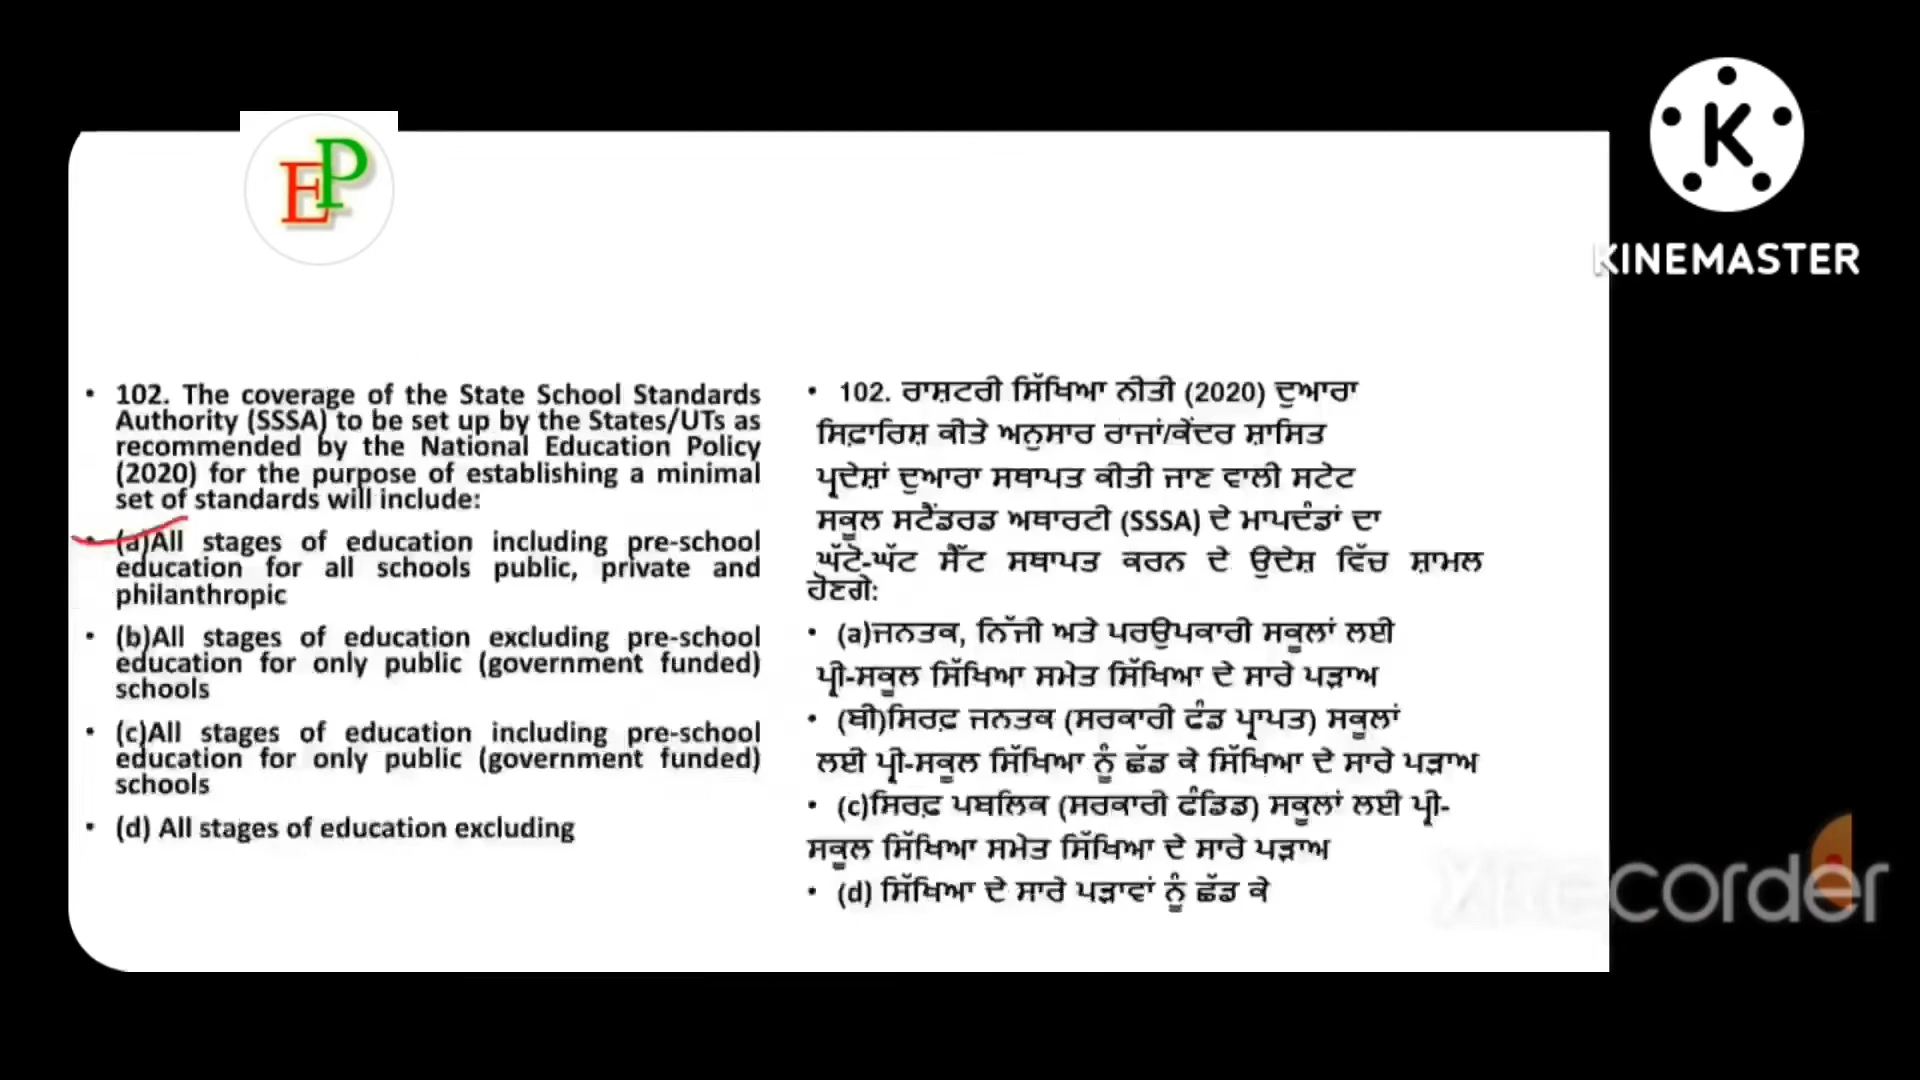 EP
K
KINEMASTER
• 102. The coverage of the State School Standards
Authority (SSSA) to be set up by the States/UTs as
recommended by the National Education Policy
(2020) for the purpose of establishing a minimal
set of standards will include:
• (a)All stages of education including pre-school
education for all schools public, private and
philanthropic
• (b)All stages of education excluding pre-school
education for only public (government funded)
schools
• (c)All stages of education including pre-school
education for only public (government funded)
schools
• (d) All stages of education excluding
• 102. ਰਾਸ਼ਟਰੀ ਸਿੱਖਿਆ ਨੀਤੀ (2020) ਦੁਆਰਾ
ਸਿਫ਼ਾਰਿਸ਼ ਕੀਤੇ ਅਨੁਸਾਰ ਰਾਜਾਂ/ਕੇਂਦਰ ਸ਼ਾਸਿਤ
ਪ੍ਰਦੇਸ਼ਾਂ ਦੁਆਰਾ ਸਥਾਪਤ ਕੀਤੀ ਜਾਣ ਵਾਲੀ ਸਟੇਟ
ਸਕੂਲ ਸਟੈਂਡਰਡ ਅਥਾਰਟੀ (SSSA) ਦੇ ਮਾਪਦੰਡਾਂ ਦਾ
ਘੱਟੋ-ਘੱਟ ਸੈੱਟ ਸਥਾਪਤ ਕਰਨ ਦੇ ਉਦੇਸ਼ ਵਿੱਚ ਸ਼ਾਮਲ
ਹੋਣਗੇ:
• (a)ਜਨਤਕ, ਨਿੱਜੀ ਅਤੇ ਪਰਉਪਕਾਰੀ ਸਕੂਲਾਂ ਲਈ
ਪ੍ਰੀ-ਸਕੂਲ ਸਿੱਖਿਆ ਸਮੇਤ ਸਿੱਖਿਆ ਦੇ ਸਾਰੇ ਪੜਾਅ
• (ਬੀ)ਸਿਰਫ਼ ਜਨਤਕ (ਸਰਕਾਰੀ ਫੰਡ ਪ੍ਰਾਪਤ) ਸਕੂਲਾਂ
ਲਈ ਪ੍ਰੀ-ਸਕੂਲ ਸਿੱਖਿਆ ਨੂੰ ਛੱਡ ਕੇ ਸਿੱਖਿਆ ਦੇ ਸਾਰੇ ਪੜਾਅ
• (c)ਸਿਰਫ਼ ਪਬਲਿਕ (ਸਰਕਾਰੀ ਫੰਡਿਡ) ਸਕੂਲਾਂ ਲਈ ਪ੍ਰੀ-
ਸਕੂਲ ਸਿੱਖਿਆ ਸਮੇਤ ਸਿੱਖਿਆ ਦੇ ਸਾਰੇ ਪੜਾਅ
• (d) ਸਿੱਖਿਆ ਦੇ ਸਾਰੇ ਪੜਾਵਾਂ ਨੂੰ ਛੱਡ ਕੇ